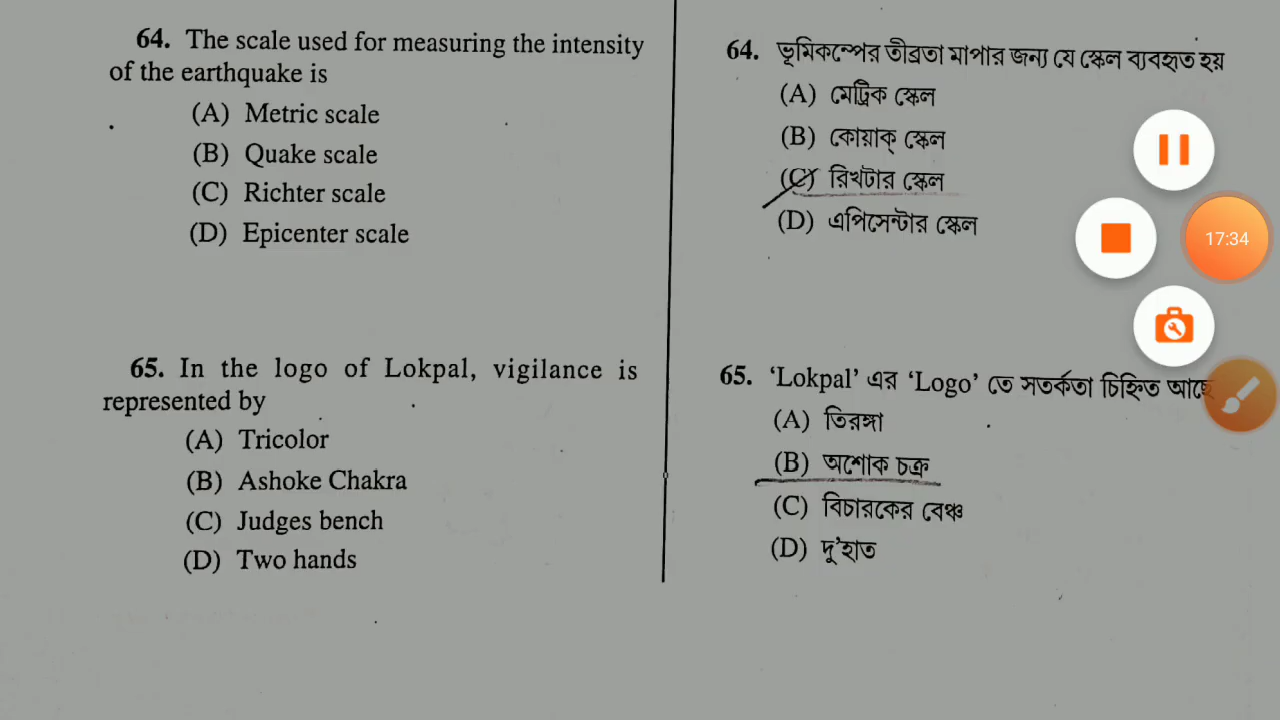 64. The scale used for measuring the intensity
of the earthquake is
(A) Metric scale
(B) Quake scale
(C) Richter scale
(D) Epicenter scale
65. In the logo of Lokpal, vigilance is
represented by
(A) Tricolor
(B) Ashoke Chakra
(C) Judges bench
(D) Two hands
64. ভূমিকম্পের তীব্রতা মাপার জন্য যে স্কেল ব্যবহৃত হয়
(A) মেট্রিক স্কেল
(B) কোয়াক্ স্কেল
(C) রিখটার স্কেল
(D) এপিসেন্টার স্কেল
65. ‘Lokpal’ এর ‘Logo’ তে সতর্কতা চিহ্নিত আছে
(A) তিরঙ্গা
(B) অশোক চক্র
(C) বিচারকের বেঞ্চ
(D) দু’হাত
17:34